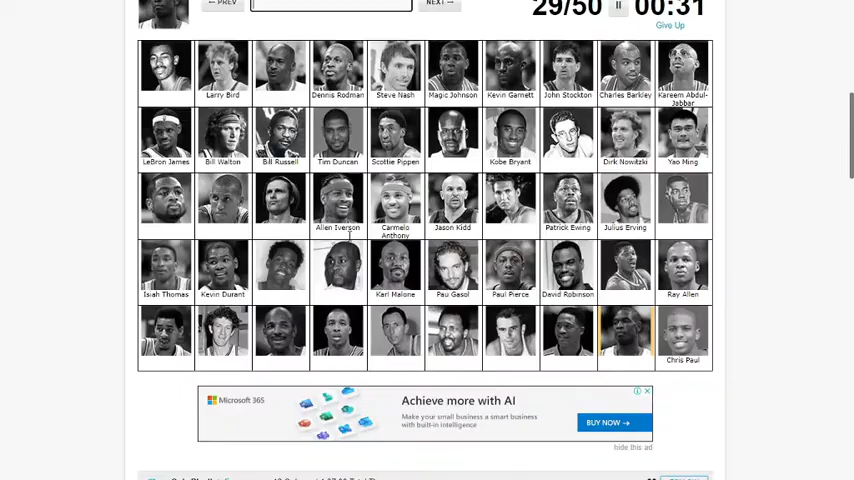 ← PREV
NEXT →
29/50
00:31
Give Up
Larry Bird
Dennis Rodman
Steve Nash
Magic Johnson
Kevin Garnett
John Stockton
Charles Barkley
Kareem Abdul-
Jabbar
LeBron James
Bill Walton
Bill Russell
Tim Duncan
Scottie Pippen
Kobe Bryant
Dirk Nowitzki
Yao Ming
Allen Iverson
Carmelo
Anthony
Jason Kidd
Patrick Ewing
Julius Erving
Isiah Thomas
Kevin Durant
Karl Malone
Pau Gasol
Paul Pierce
David Robinson
Ray Allen
Chris Paul
Microsoft 365
Achieve more with AI
Make your small business a smart business
with built-in intelligence
BUY NOW →
hide this ad